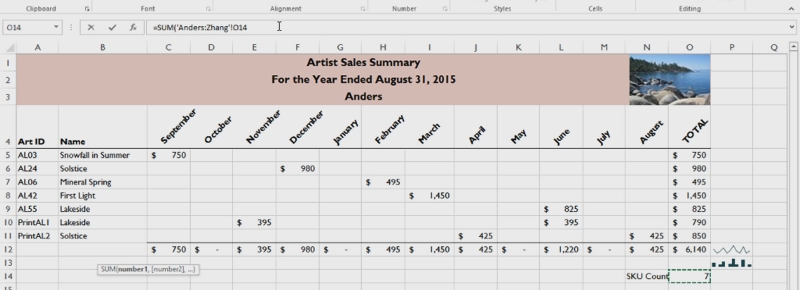 Clipboard Font Alignment Number Styles Cells Editing
O14 =SUM('Anders:Zhang'!O14
A B C D E F G H I J K L M N O P Q
1 Artist Sales Summary
2 For the Year Ended August 31, 2015
3 Anders
4 Art ID Name September October November December January February March April May June July August TOTAL
5 AL03 Snowfall in Summer $ 750 $ 750
6 AL24 Solstice $ 980 $ 980
7 AL06 Mineral Spring $ 495 $ 495
8 AL42 First Light $ 1,450 $ 1,450
9 AL55 Lakeside $ 825 $ 825
10 PrintAL1 Lakeside $ 395 $ 395 $ 790
11 PrintAL2 Solstice $ 425 $ 425 $ 850
12 $ 750 $ - $ 395 $ 980 $ - $ 495 $ 1,450 $ 425 $ - $ 1,220 $ - $ 425 $ 6,140
13 SUM(number1, [number2], ...)
14 SKU Count 7
15